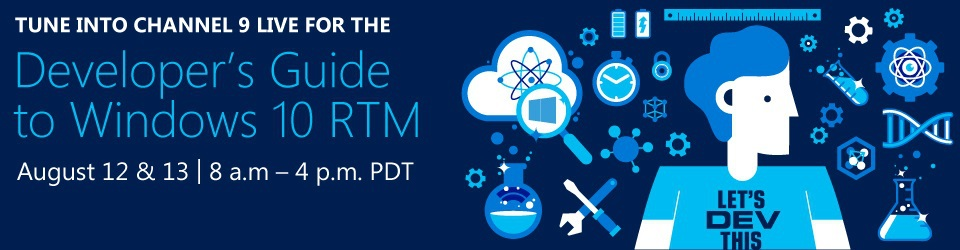 TUNE INTO CHANNEL 9 LIVE FOR THE
Developer's Guide
to Windows 10 RTM
August 12 & 13 | 8 a.m – 4 p.m. PDT
LET'S
DEV
THIS